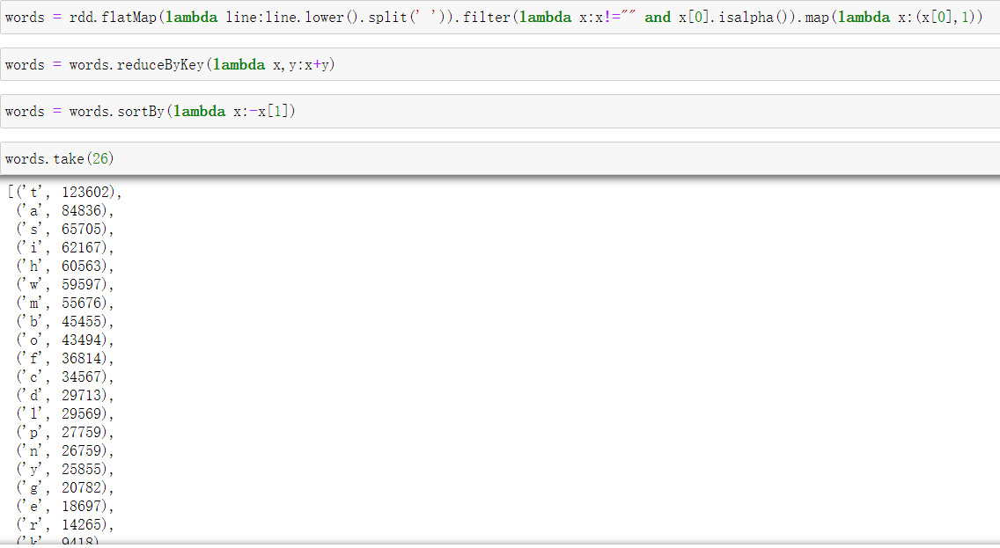 words = rdd.flatMap(lambda line:line.lower().split(' ')).filter(lambda x:x!="" and x[0].isalpha()).map(lambda x:(x[0],1))
words = words.reduceByKey(lambda x,y:x+y)
words = words.sortBy(lambda x:-x[1])
words.take(26)
[('t', 123602),
('a', 84836),
('s', 65705),
('i', 62167),
('h', 60563),
('w', 59597),
('m', 55676),
('b', 45455),
('o', 43494),
('f', 36814),
('c', 34567),
('d', 29713),
('l', 29569),
('p', 27759),
('n', 26759),
('y', 25855),
('g', 20782),
('e', 18697),
('r', 14265),
('k', 9418)